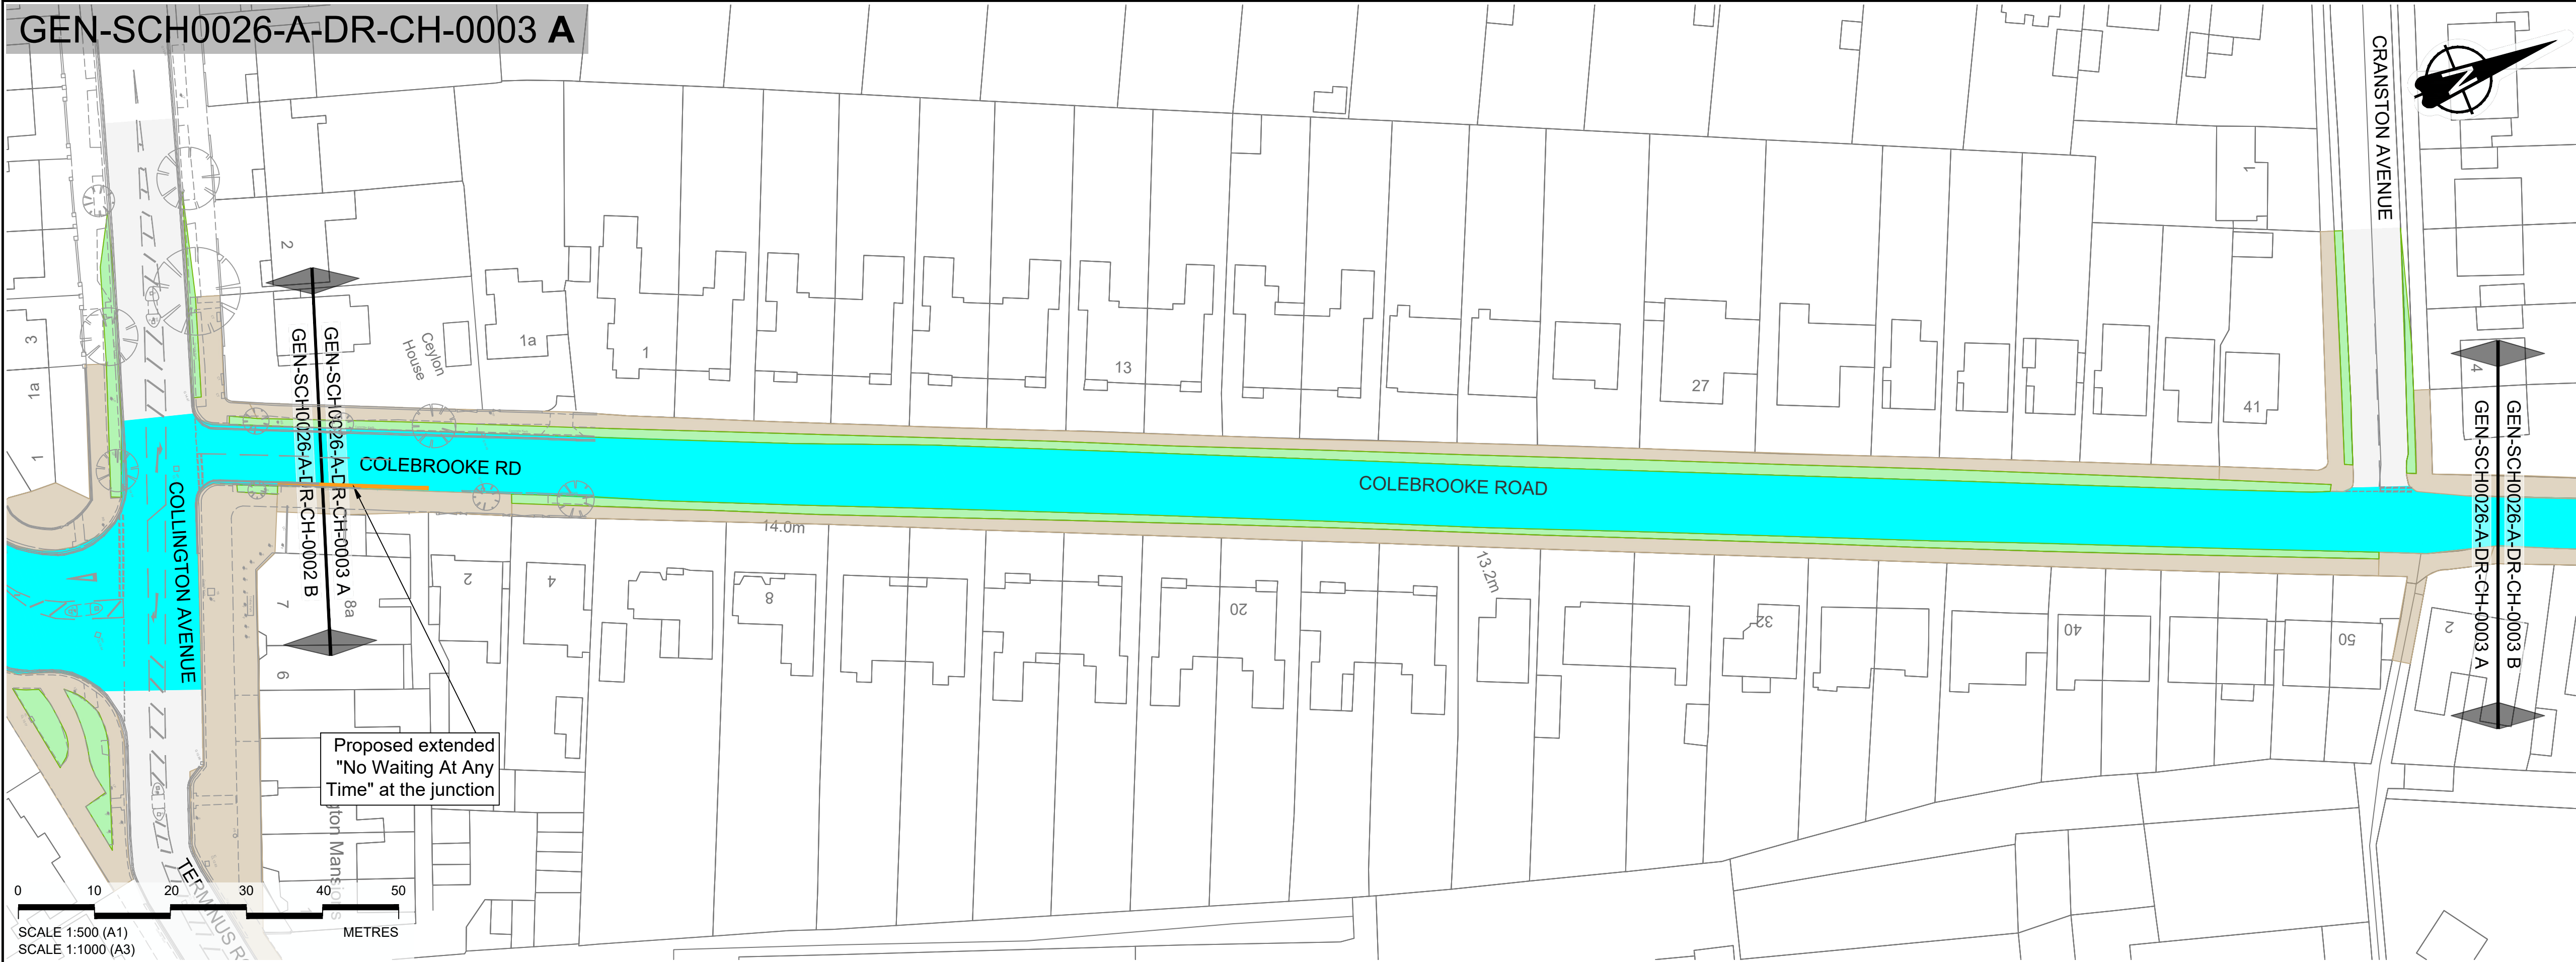 GEN-SCH0026-A-DR-CH-0003 A
CRANSTON AVENUE
N
2
1
3
1a
1
Ceylon
House
1a
1
13
27
41
4
GEN-SCH0026-A-DR-CH-0002 B
GEN-SCH0026-A-DR-CH-0003 A
COLEBROOKE RD
COLEBROOKE ROAD
COLLINGTON AVENUE
GEN-SCH0026-A-DR-CH-0003 A
GEN-SCH0026-A-DR-CH-0003 B
14.0m
13.2m
7
8a
6
2
4
8
20
32
40
50
2
Proposed extended
"No Waiting At Any
Time" at the junction
gton Mansions
TERMINUS R
0 10 20 30 40 50
METRES
SCALE 1:500 (A1)
SCALE 1:1000 (A3)